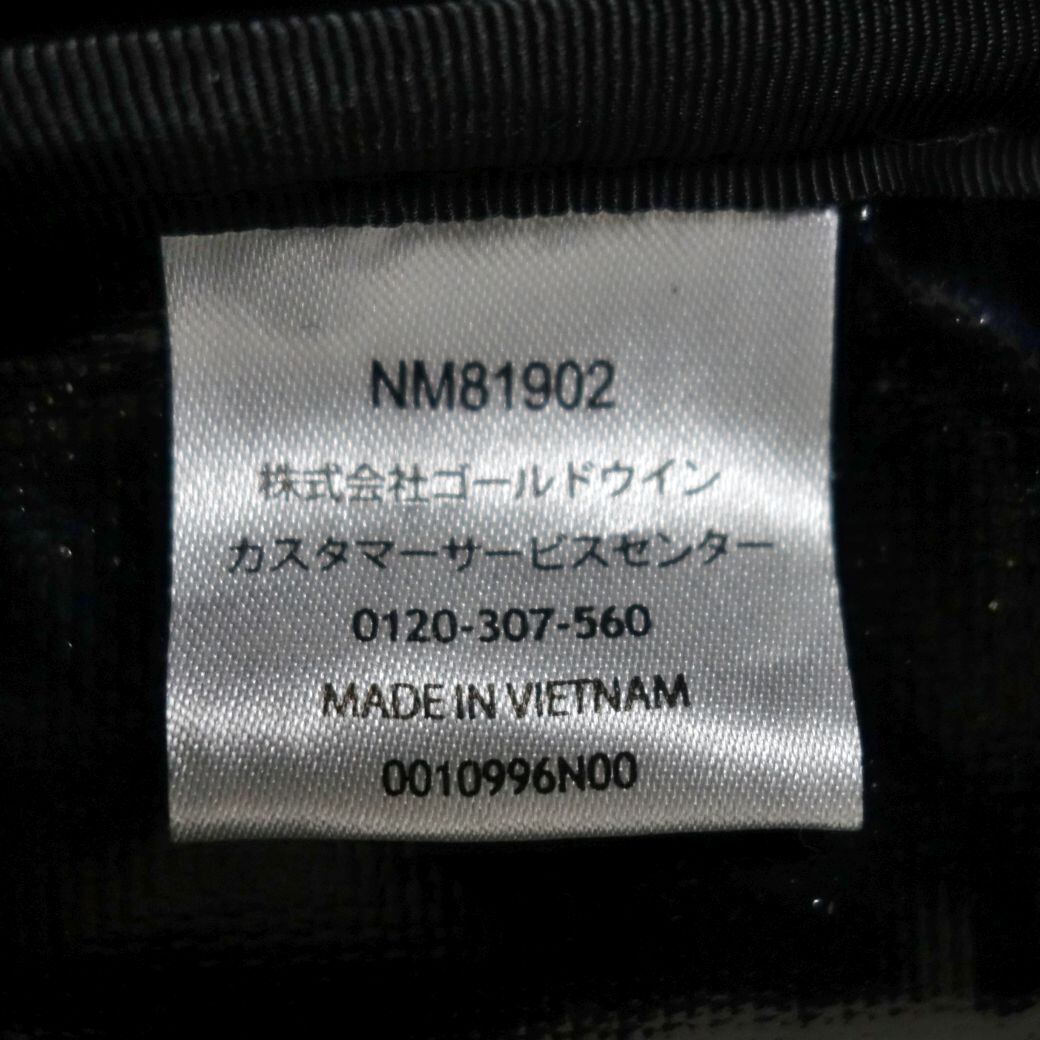 NM81902
株式会社ゴールドウイン
カスタマーサービスセンター
0120-307-560
MADE IN VIETNAM
0010996N00